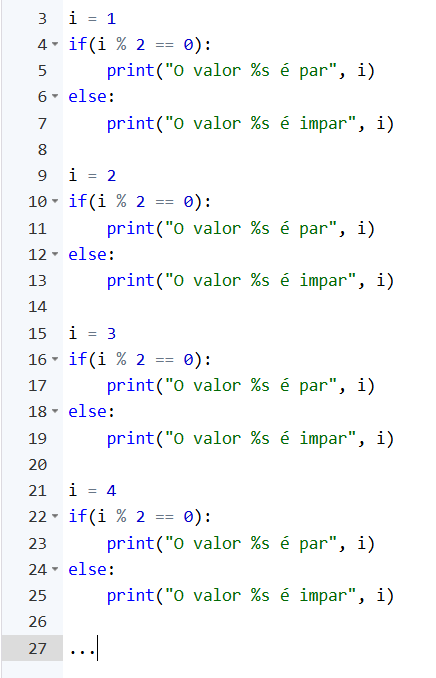 3 i = 1
4 if(i % 2 == 0):
5     print("O valor %s é par", i)
6 else:
7     print("O valor %s é impar", i)
8
9 i = 2
10 if(i % 2 == 0):
11     print("O valor %s é par", i)
12 else:
13     print("O valor %s é impar", i)
14
15 i = 3
16 if(i % 2 == 0):
17     print("O valor %s é par", i)
18 else:
19     print("O valor %s é impar", i)
20
21 i = 4
22 if(i % 2 == 0):
23     print("O valor %s é par", i)
24 else:
25     print("O valor %s é impar", i)
26
27 ...